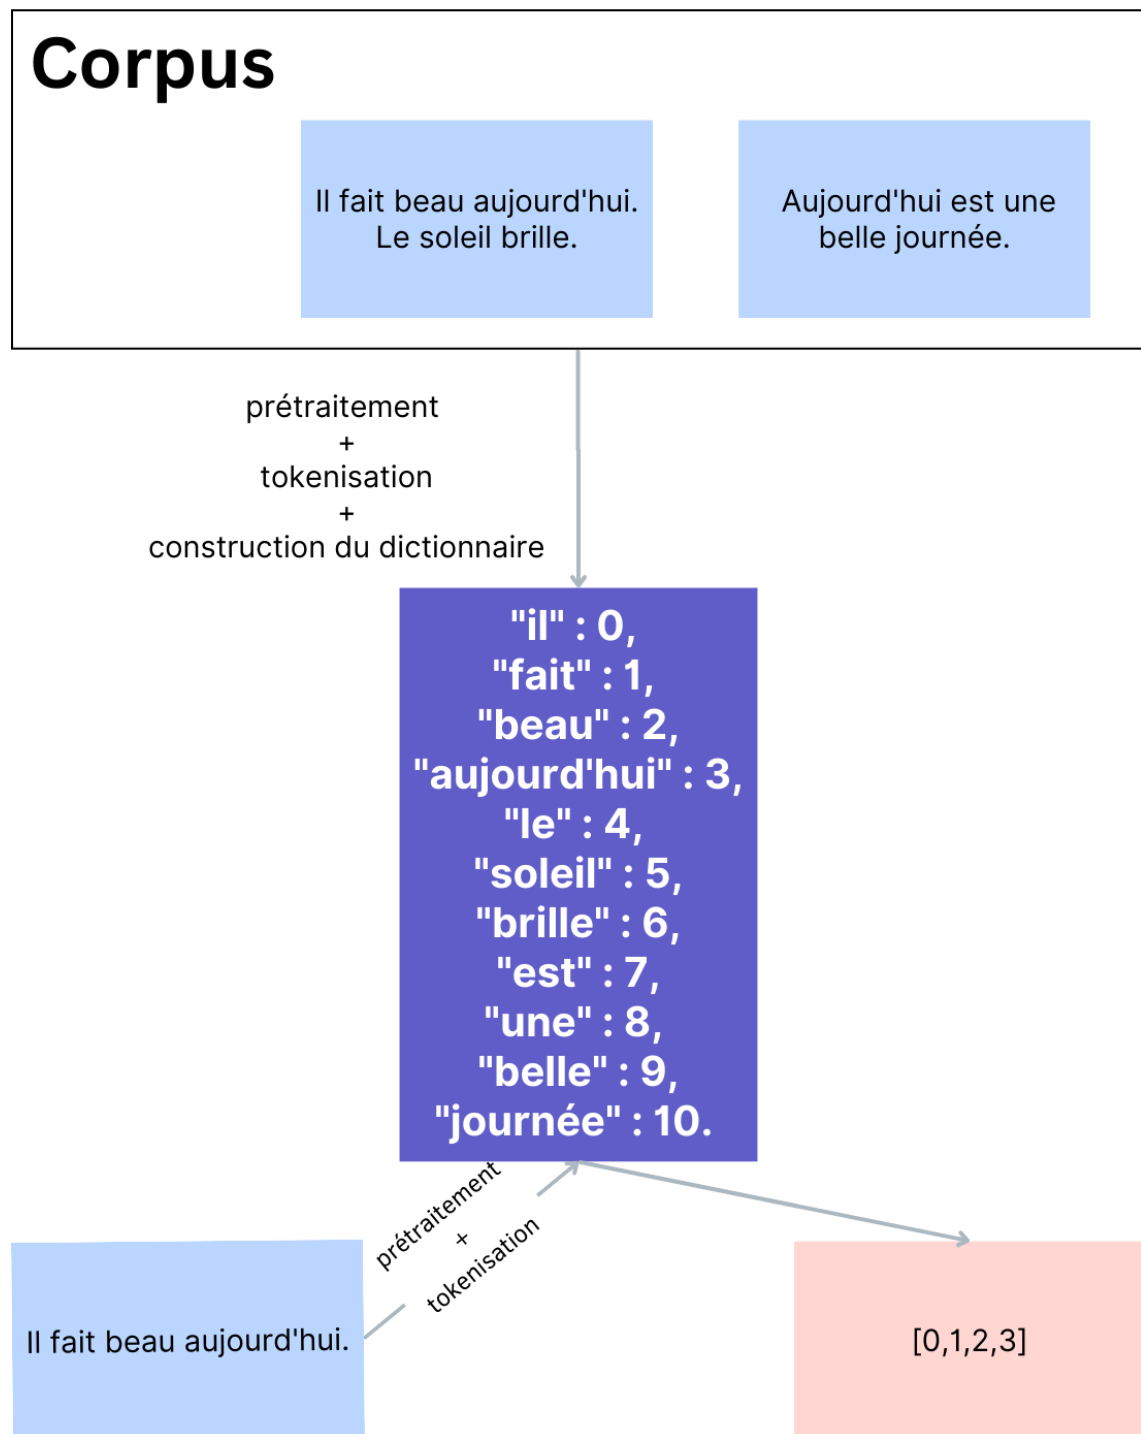 Corpus
Il fait beau aujourd'hui.
Le soleil brille.
Aujourd'hui est une
belle journée.
prétraitement
+
tokenisation
+
construction du dictionnaire
"il" : 0,
"fait" : 1,
"beau" : 2,
"aujourd'hui" : 3,
"le" : 4,
"soleil" : 5,
"brille" : 6,
"est" : 7,
"une" : 8,
"belle" : 9,
"journée" : 10.
prétraitement
+
tokenisation
Il fait beau aujourd'hui.
[0,1,2,3]